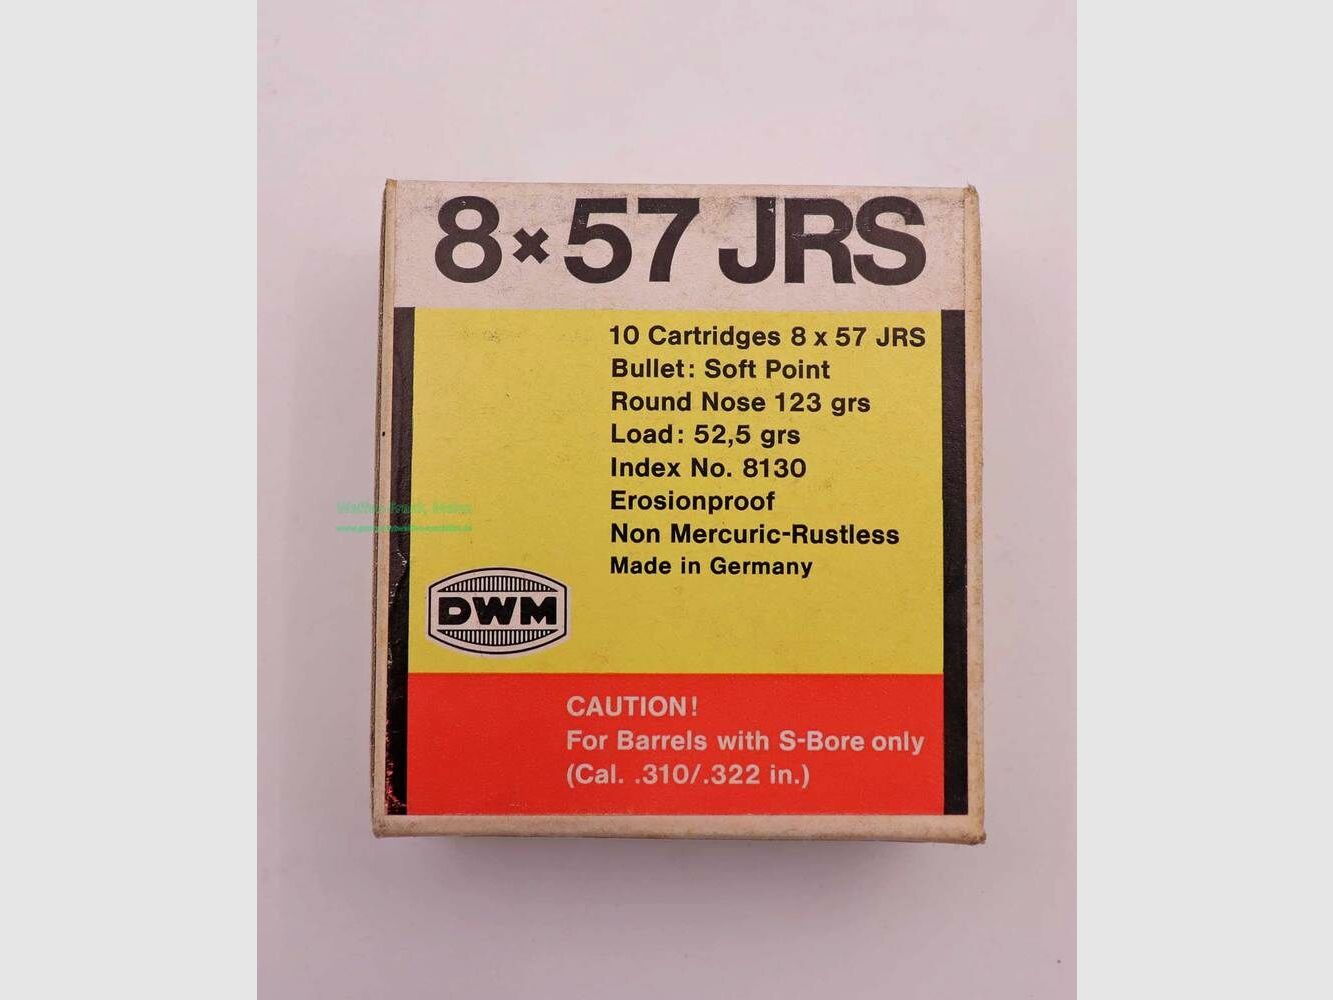 8×57 JRS
10 Cartridges 8 x 57 JRS
Bullet: Soft Point
Round Nose 123 grs
Load: 52,5 grs
Index No. 8130
Erosionproof
Non Mercuric-Rustless
Made in Germany
DWM
CAUTION!
For Barrels with S-Bore only
(Cal. .310/.322 in.)